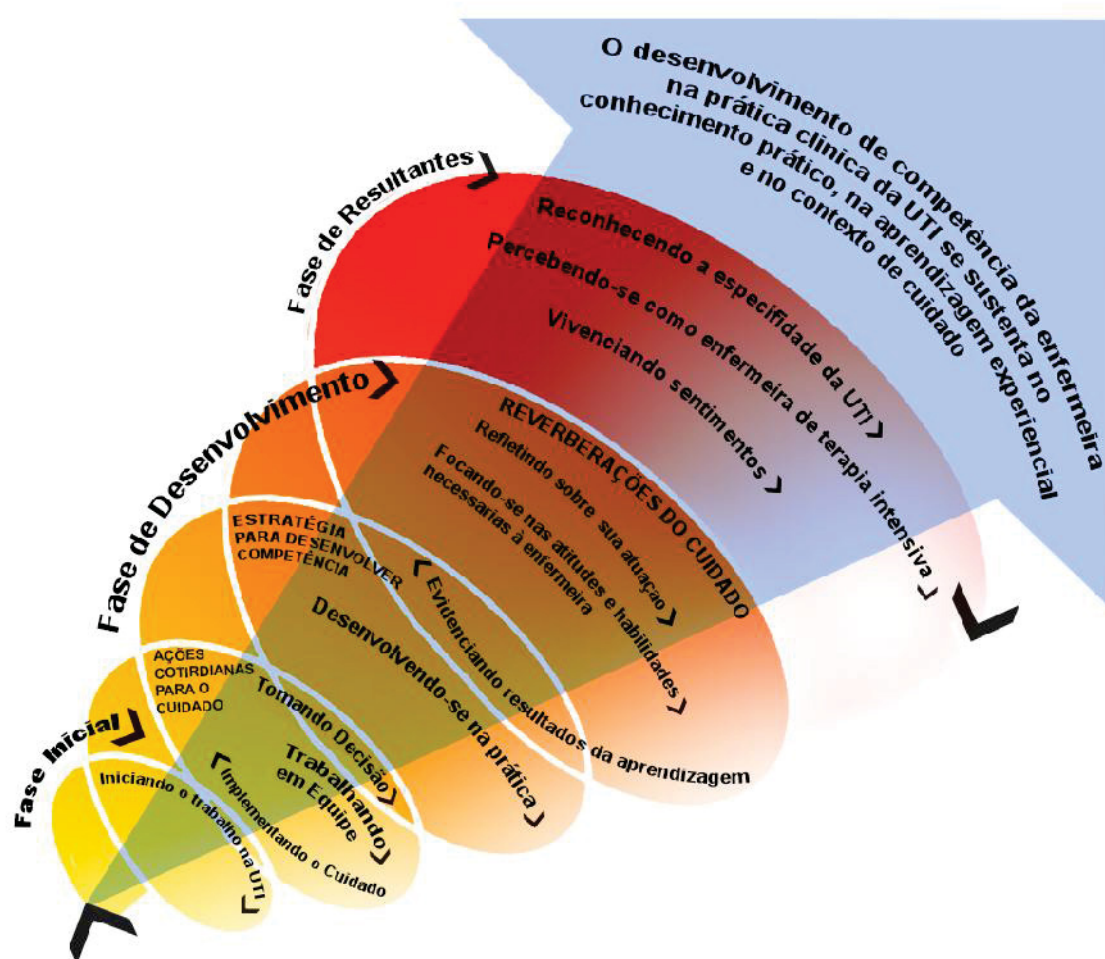 O desenvolvimento de competência da enfermeira
na prática clínica da UTI se sustenta no
conhecimento prático, na aprendizagem experiencial
e no contexto de cuidado
Fase de Resultantes
Reconhecendo a especifidade da UTI
Percebendo-se como enfermeira de terapia intensiva
Vivenciando sentimentos
Fase de Desenvolvimento
REVERBERAÇÕES DO CUIDADO
Refletindo sobre sua atuação
Focando-se nas atitudes e habilidades
necessarias à enfermeira
ESTRATÉGIA
PARA DESENVOLVER
COMPETÊNCIA
Evidenciando resultados da aprendizagem
Desenvolvendo-se na prática
AÇÕES
COTIRDIANAS
PARA O
CUIDADO
Tomando Decisão
Trabalhando
em Equipe
Implementando o Cuidado
Fase Inicial
Iniciando o trabalho na UTI